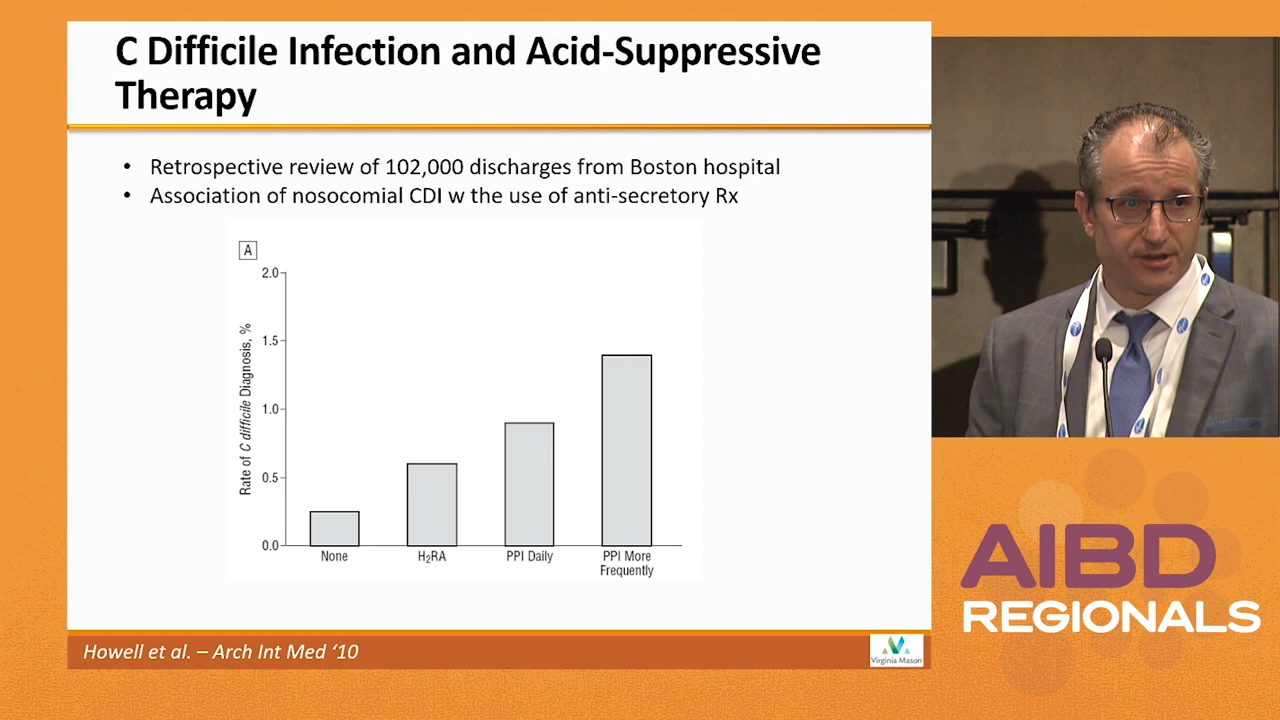 C Difficile Infection and Acid-Suppressive
Therapy
• Retrospective review of 102,000 discharges from Boston hospital
• Association of nosocomial CDI w the use of anti-secretory Rx
A
Rate of C difficile Diagnosis, %
2.0
1.5
1.0
0.5
0.0
None
H₂RA
PPI Daily
PPI More
Frequently
Howell et al. – Arch Int Med ‘10
Virginia Mason
AIBD
REGIONALS